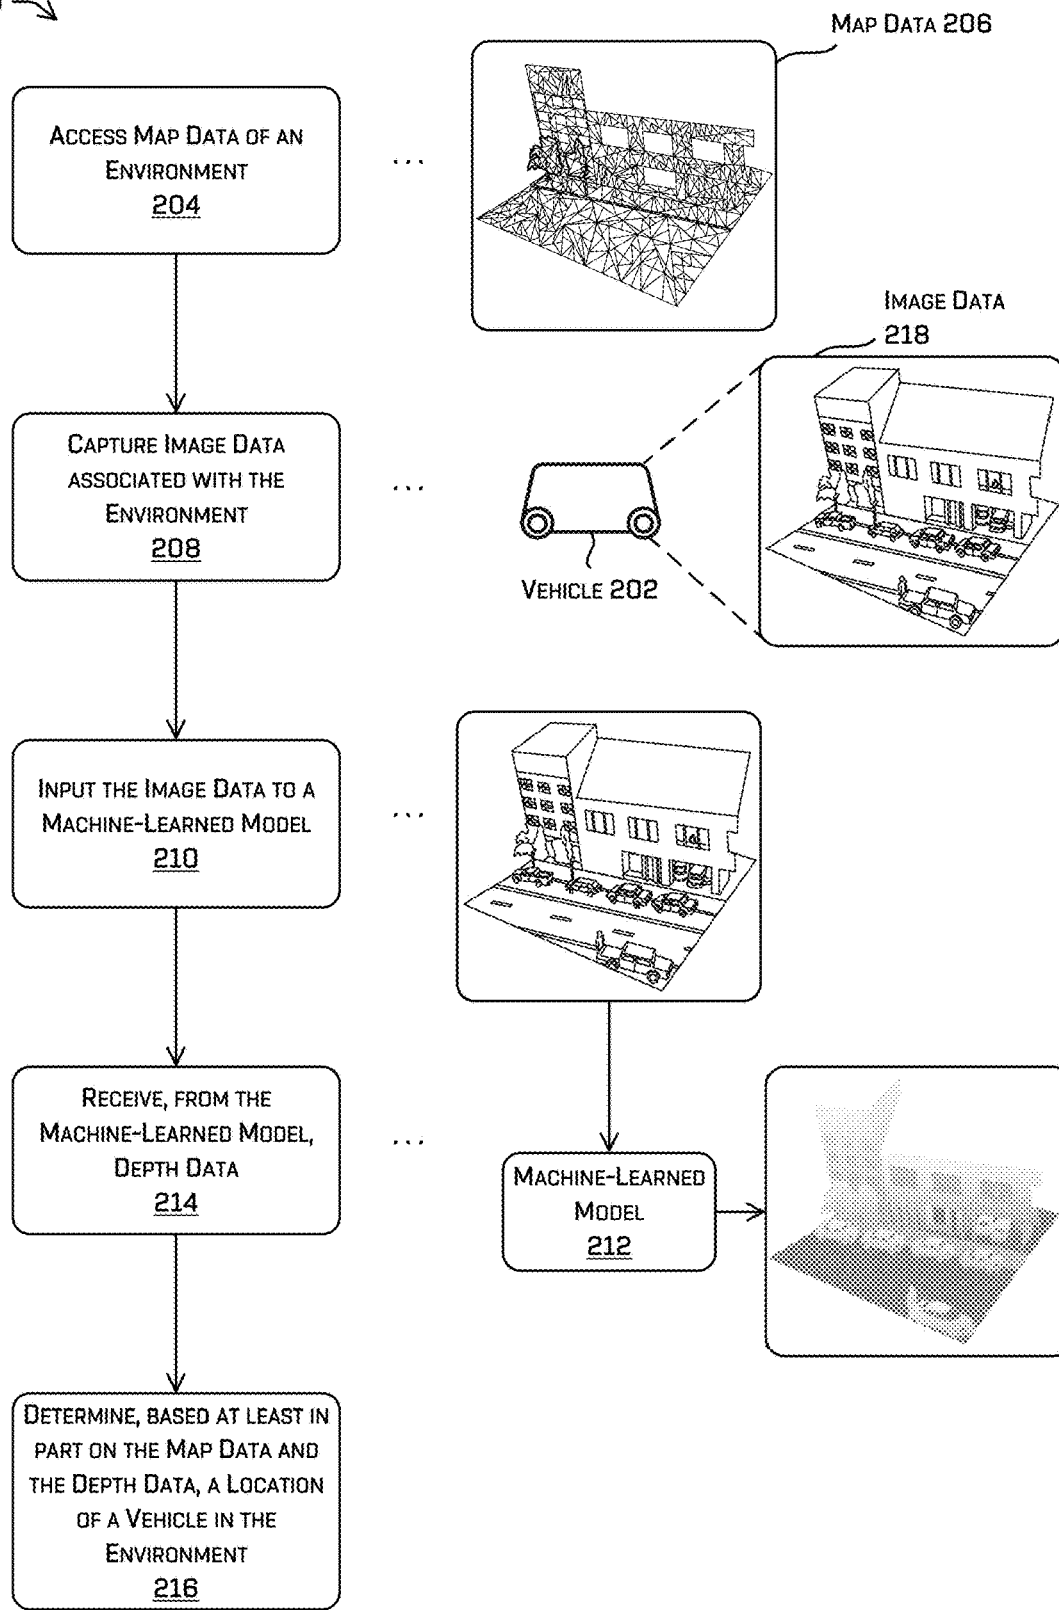 MAP DATA 206
ACCESS MAP DATA OF AN
ENVIRONMENT
204
...
IMAGE DATA
218
CAPTURE IMAGE DATA
ASSOCIATED WITH THE
ENVIRONMENT
208
...
VEHICLE 202
INPUT THE IMAGE DATA TO A
MACHINE-LEARNED MODEL
210
...
RECEIVE, FROM THE
MACHINE-LEARNED MODEL,
DEPTH DATA
214
...
MACHINE-LEARNED
MODEL
212
DETERMINE, BASED AT LEAST IN
PART ON THE MAP DATA AND
THE DEPTH DATA, A LOCATION
OF A VEHICLE IN THE
ENVIRONMENT
216